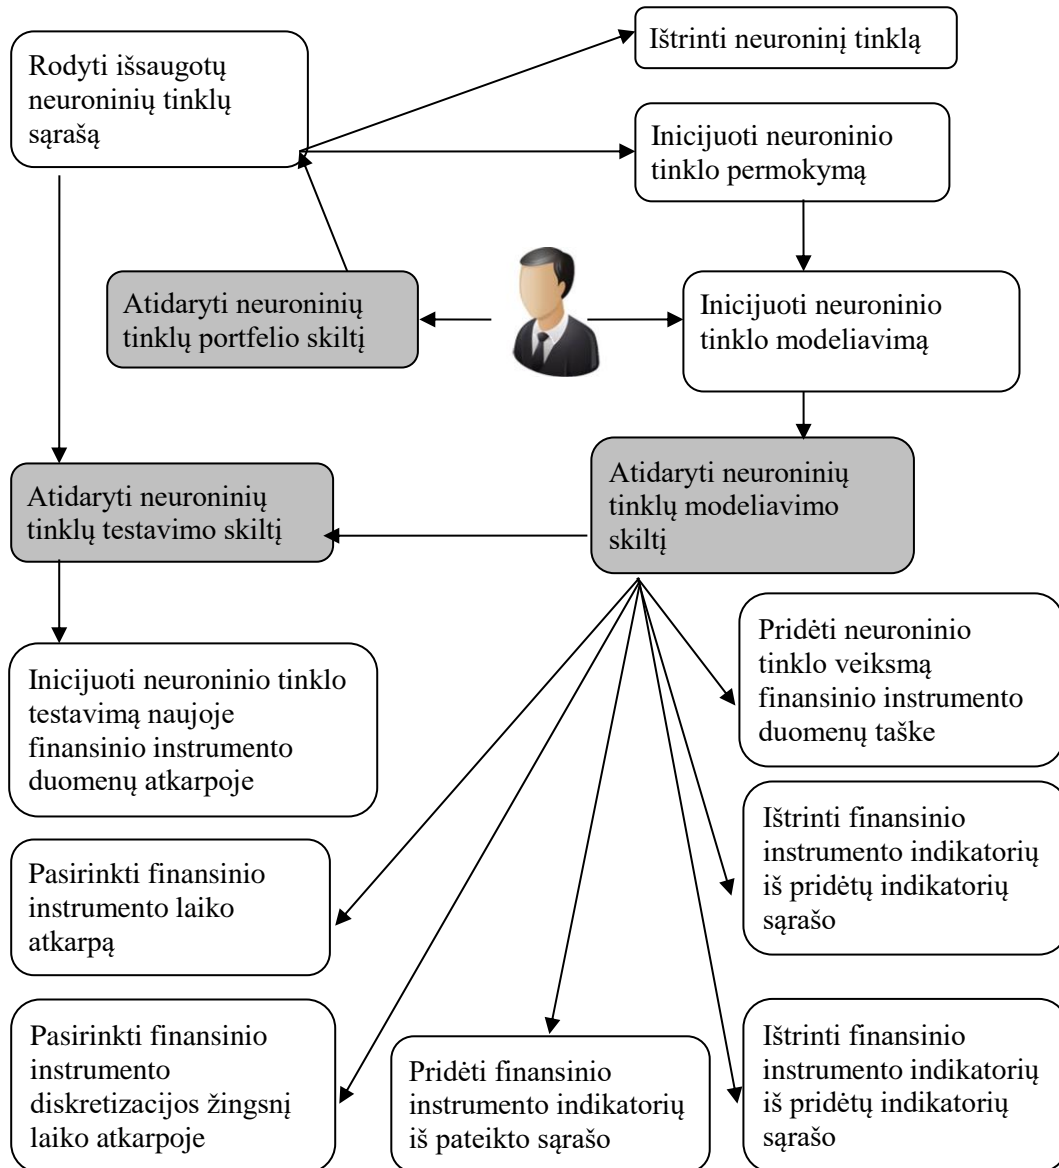 Rodyti išsaugotų
neuroninių tinklų
sąrašą
Ištrinti neuroninį tinklą
Inicijuoti neuroninio
tinklo permokymą
Atidaryti neuroninių
tinklų portfelio skiltį
Inicijuoti neuroninio
tinklo modeliavimą
Atidaryti neuroninių
tinklų testavimo skiltį
Atidaryti neuroninių
tinklų modeliavimo
skiltį
Inicijuoti neuroninio tinklo
testavimą naujoje
finansinio instrumento
duomenų atkarpoje
Pridėti neuroninio
tinklo veiksmą
finansinio instrumento
duomenų taške
Pasirinkti finansinio
instrumento laiko
atkarpą
Ištrinti finansinio
instrumento indikatorių
iš pridėtų indikatorių
sąrašo
Pasirinkti finansinio
instrumento
diskretizacijos žingsnį
laiko atkarpoje
Pridėti finansinio
instrumento indikatorių
iš pateikto sąrašo
Ištrinti finansinio
instrumento indikatorių
iš pridėtų indikatorių
sąrašo